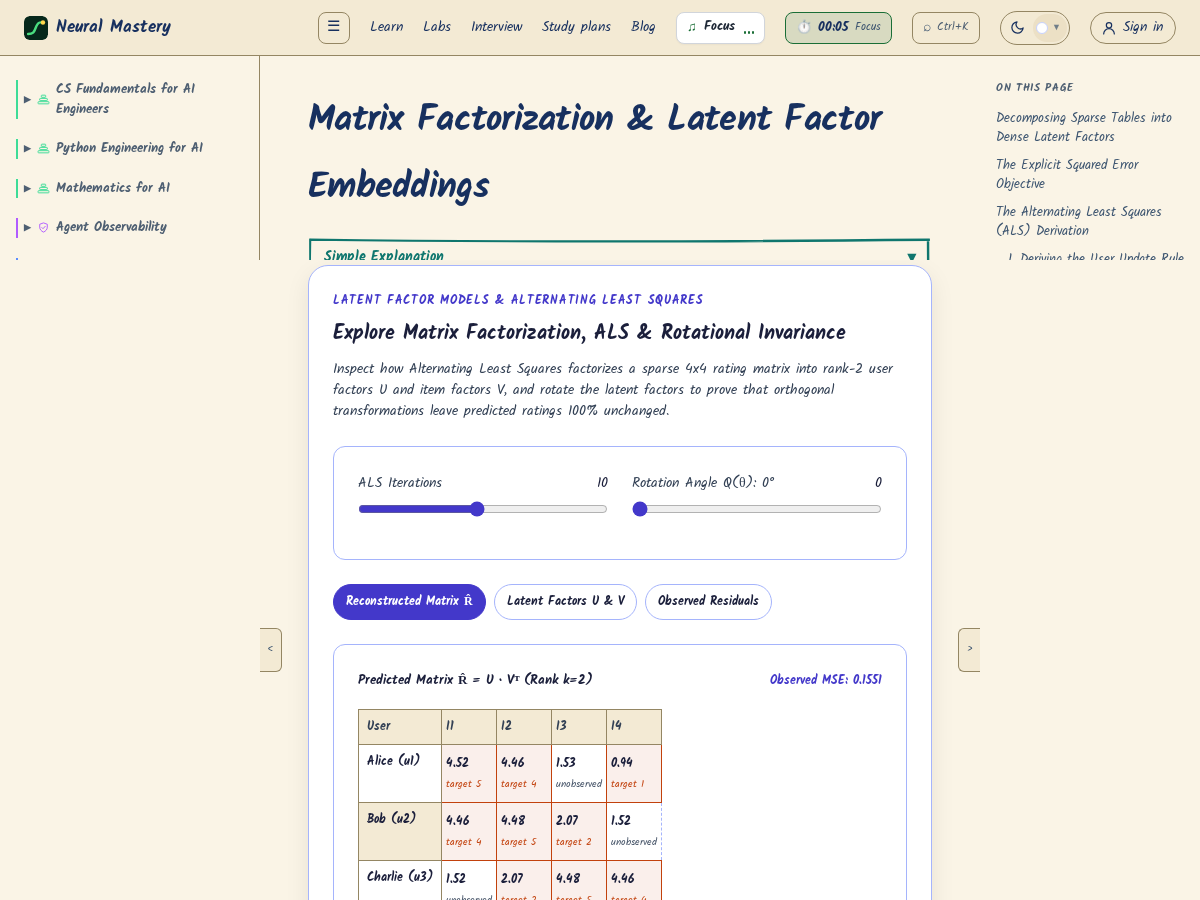 Neural Mastery
☰
Learn
Labs
Interview
Study plans
Blog
♫ Focus ...
00:05 Focus
Ctrl+K
Sign in
CS Fundamentals for AI
Engineers
Python Engineering for AI
Mathematics for AI
Agent Observability
Matrix Factorization & Latent Factor
Embeddings
Simple Explanation
ON THIS PAGE
Decomposing Sparse Tables into
Dense Latent Factors
The Explicit Squared Error
Objective
The Alternating Least Squares
(ALS) Derivation
1. Deriving the User Update Rule
LATENT FACTOR MODELS & ALTERNATING LEAST SQUARES
Explore Matrix Factorization, ALS & Rotational Invariance
Inspect how Alternating Least Squares factorizes a sparse 4x4 rating matrix into rank-2 user
factors U and item factors V, and rotate the latent factors to prove that orthogonal
transformations leave predicted ratings 100% unchanged.
ALS Iterations 10
Rotation Angle Q(θ): 0° 0
Reconstructed Matrix R̂
Latent Factors U & V
Observed Residuals
<
>
Predicted Matrix R̂ = U · Vᵀ (Rank k=2)
Observed MSE: 0.1551
User I1 I2 I3 I4
Alice (u1) 4.52 4.46 1.53 0.94
target 5 target 4 unobserved target 1
Bob (u2) 4.46 4.48 2.07 1.52
target 4 target 5 target 2 unobserved
Charlie (u3) 1.52 2.07 4.48 4.46
unobserved target 2 target 5 target 4